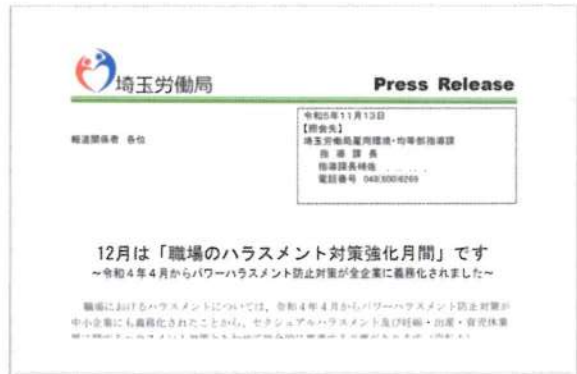 埼玉労働局
Press Release
報道関係者 各位
令和5年11月13日
【照会先】
埼玉労働局雇用環境・均等部指導課
指 導 課 長
指導課長補佐
電話番号 048(600)6269
12月は「職場のハラスメント対策強化月間」です
~令和4年4月からパワーハラスメント防止対策が全企業に義務化されました~
職場におけるハラスメントについては、令和4年4月からパワーハラスメント防止対策が
中小企業にも義務化されたことから、セクシュアルハラスメント及び妊娠・出産・育児休業